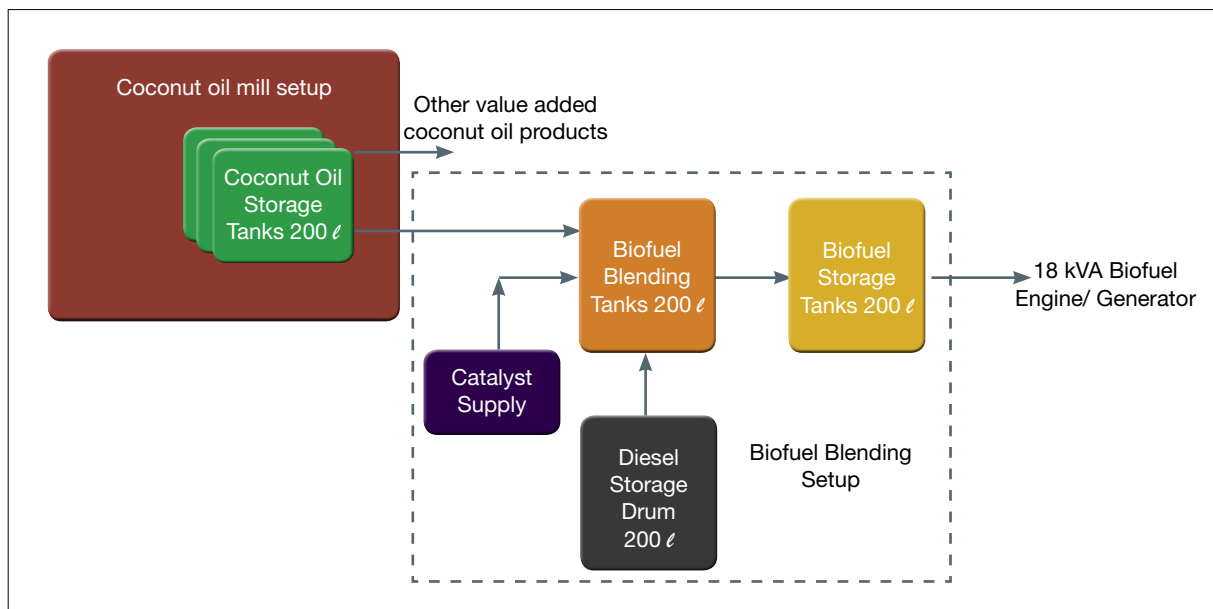 Coconut oil mill setup
Other value added
coconut oil products
Coconut Oil
Storage
Tanks 200 ℓ
Biofuel
Blending
Tanks 200 ℓ
Biofuel
Storage
Tanks 200 ℓ
18 kVA Biofuel
Engine/ Generator
Catalyst
Supply
Diesel
Storage
Drum
200 ℓ
Biofuel Blending
Setup